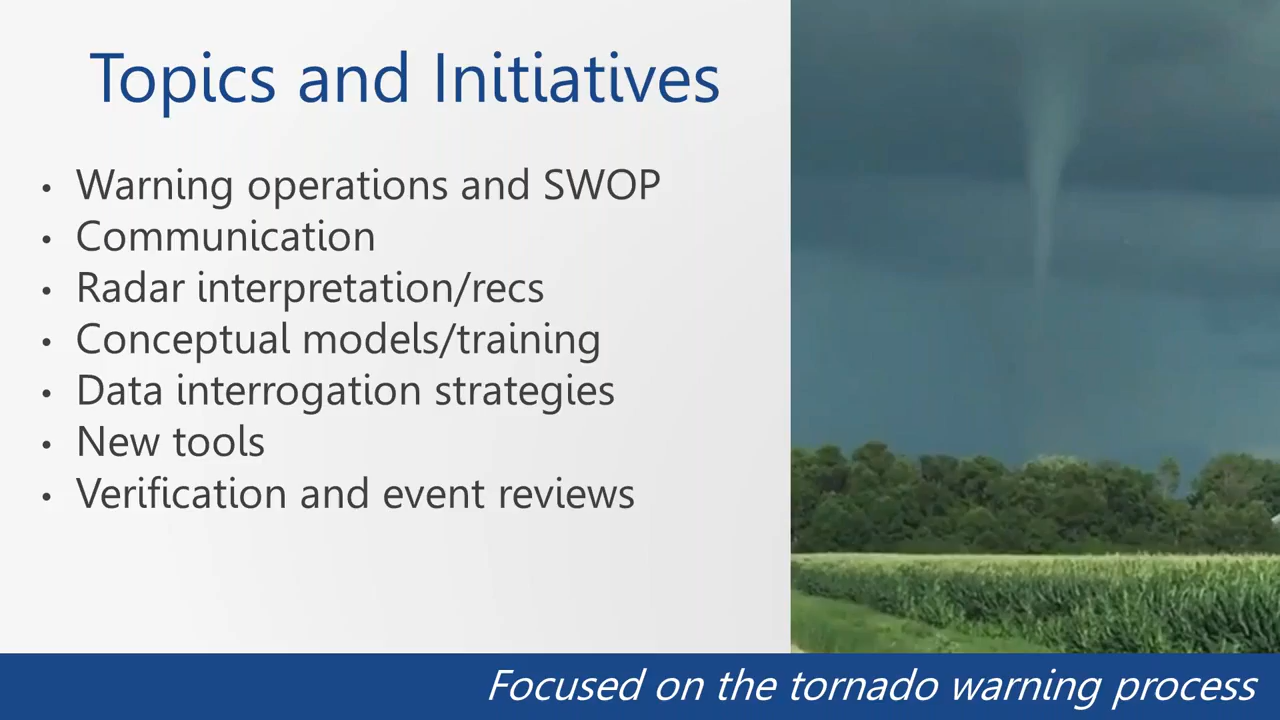 Topics and Initiatives
• Warning operations and SWOP
• Communication
• Radar interpretation/recs
• Conceptual models/training
• Data interrogation strategies
• New tools
• Verification and event reviews
Focused on the tornado warning process